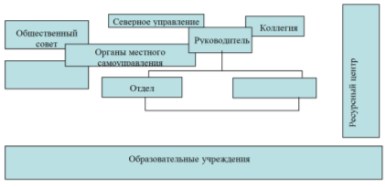 Северное управление
Коллегия
Общественный
совет
Руководитель
Органы местного
самоуправления
Отдел
Ресурсный центр
Образовательные учреждения